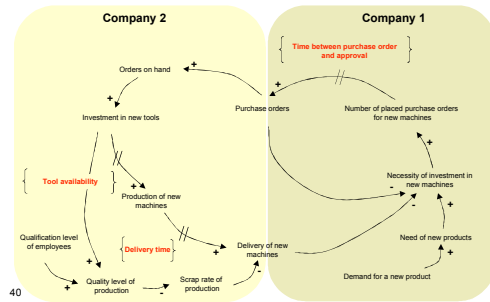 Company 2
Company 1
Time between purchase order
and approval
Orders on hand
+
+
+
Purchase orders
Number of placed purchase orders
for new machines
Investment in new tools
+
Tool availability
+
Production of new
machines
-
-
Necessity of investment in
new machines
+
Qualification level
of employees
Delivery time
+
Delivery of new
machines
Need of new products
+
+
Quality level of
production
-
Scrap rate of
production
-
Demand for a new product
+
40